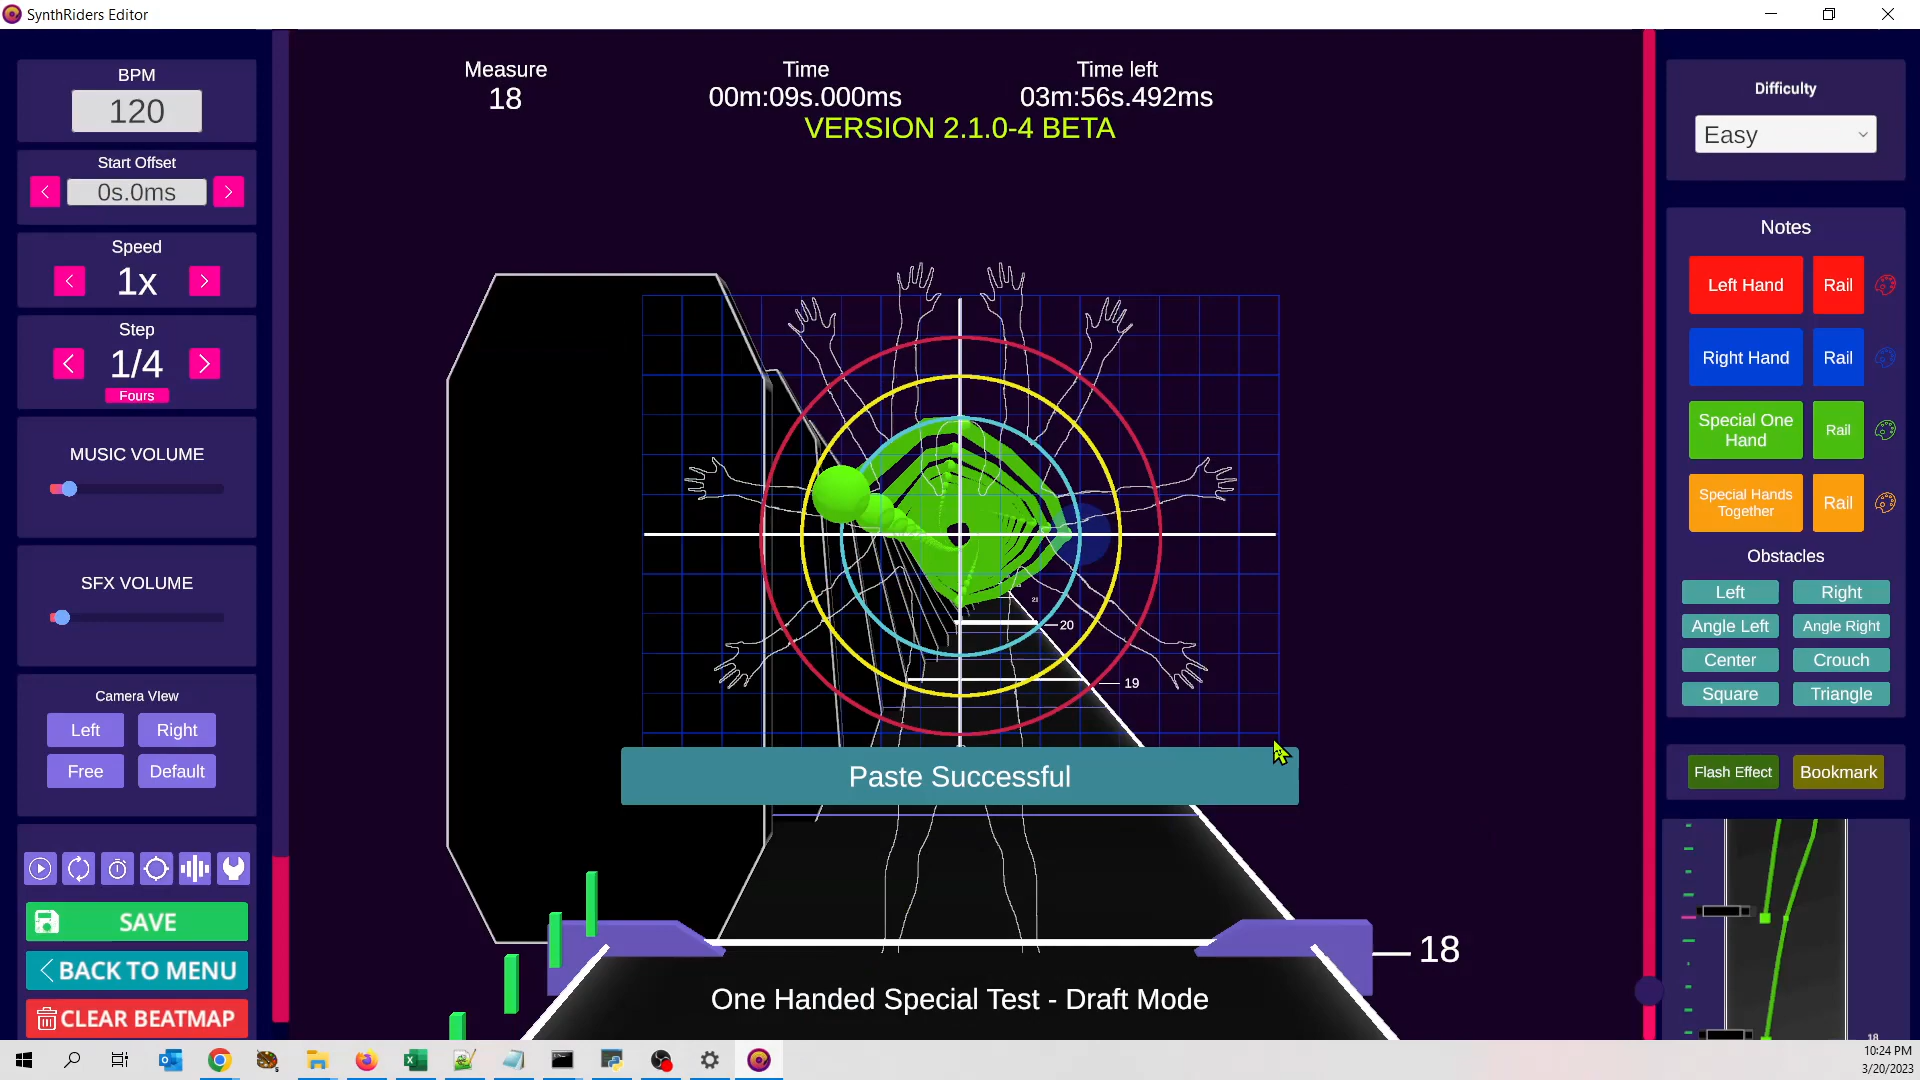 SynthRiders Editor
BPM
120
Start Offset
0s.0ms
Speed
1x
Step
1/4
Fours
MUSIC VOLUME
SFX VOLUME
Camera VIew
Left
Right
Free
Default
SAVE
BACK TO MENU
CLEAR BEATMAP
Measure
18
Time
00m:09s.000ms
Time left
03m:56s.492ms
VERSION 2.1.0-4 BETA
21
20
19
Paste Successful
18
One Handed Special Test - Draft Mode
Difficulty
Easy
Notes
Left Hand
Rail
Right Hand
Rail
Special One
Hand
Rail
Special Hands
Together
Rail
Obstacles
Left
Right
Angle Left
Angle Right
Center
Crouch
Square
Triangle
Flash Effect
Bookmark
18
10:24 PM
3/20/2023